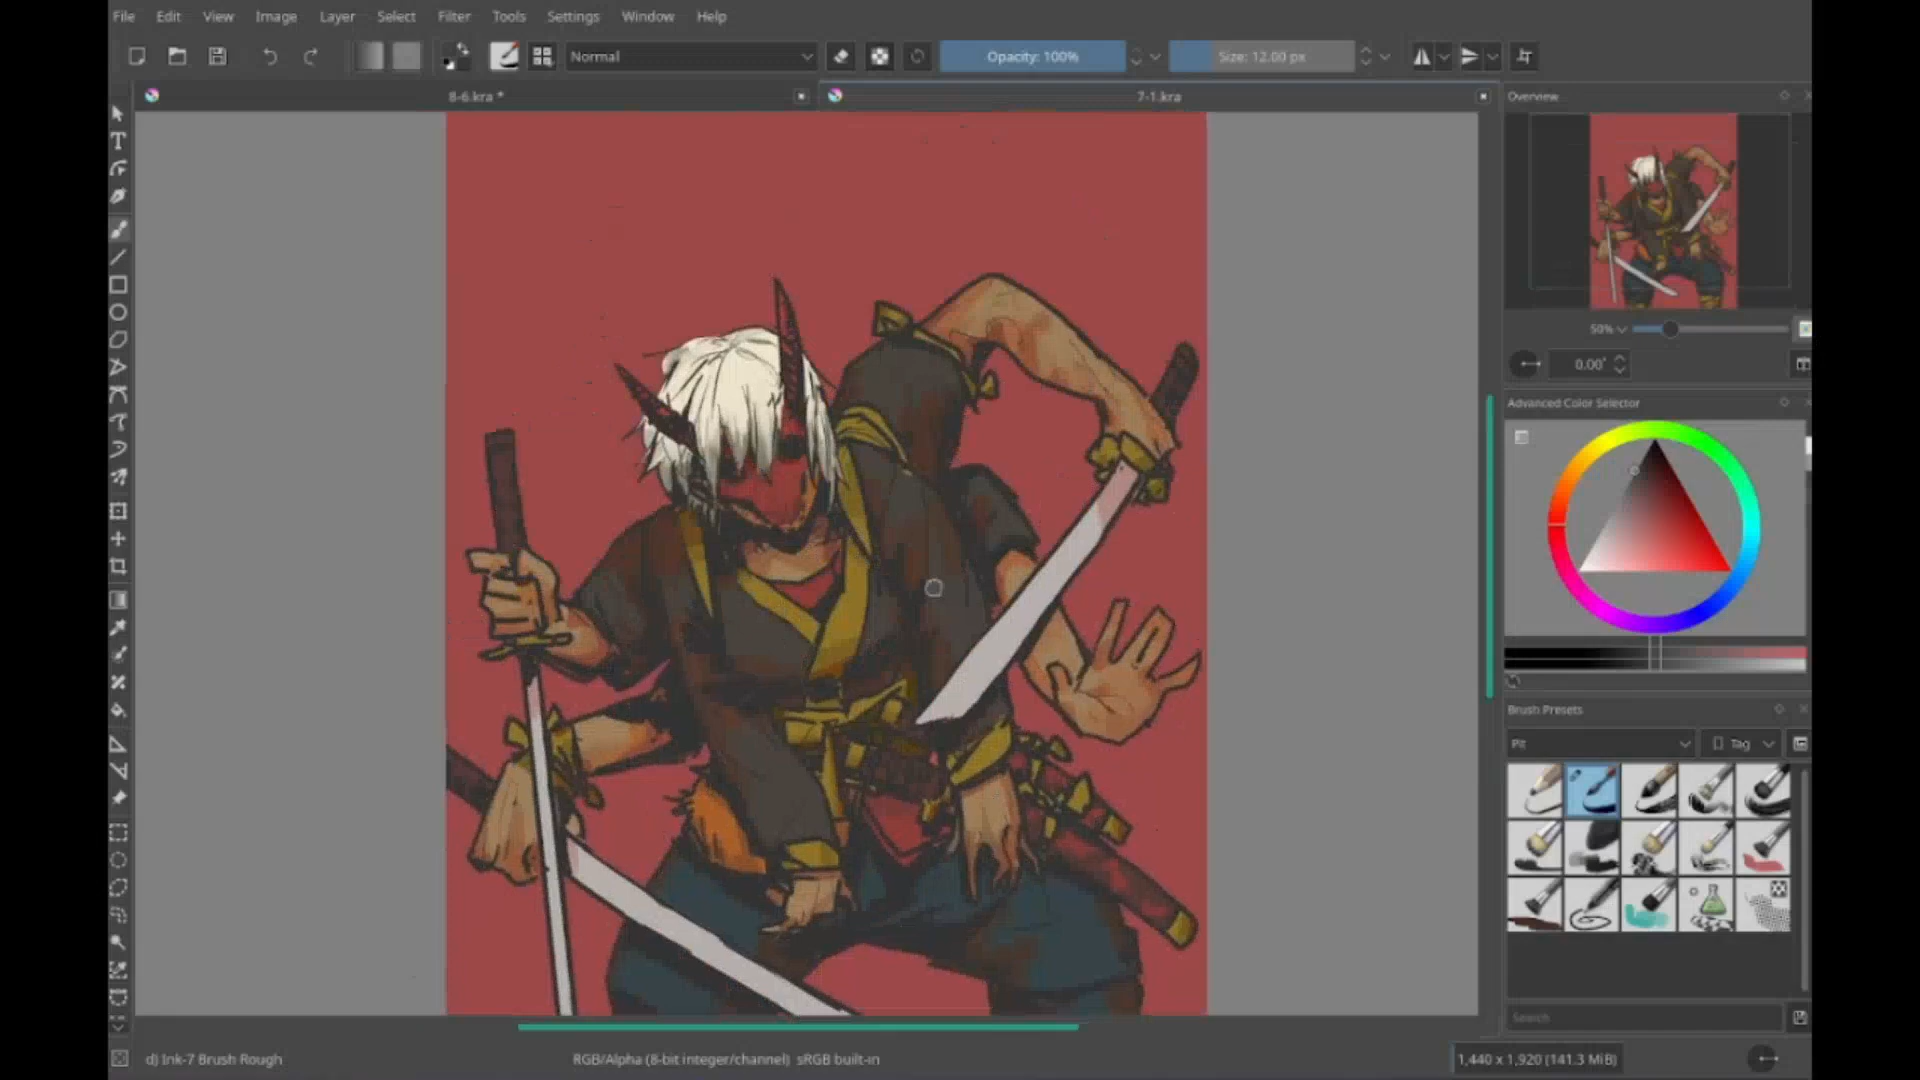 File Edit View Image Layer Select Filter Tools Settings Window Help
Normal Opacity: 100% Size: 12.00 px
8-6.kra * 7-1.kra
Overview
50%
0.00°
Advanced Color Selector
Brush Presets
Pit Tag
Search
d) Ink-7 Brush Rough RGB/Alpha (8-bit integer/channel) sRGB built-in 1,440 x 1,920 (141.3 MiB)